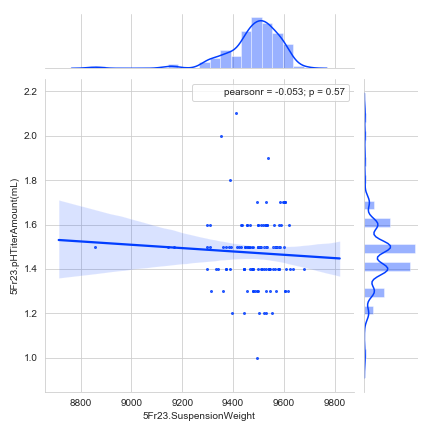 pearsonr = -0.053; p = 0.57
2.2
2.0
1.8
1.6
1.4
1.2
1.0
5Fr23.pHTiterAmount(mL)
8800 9000 9200 9400 9600 9800
5Fr23.SuspensionWeight